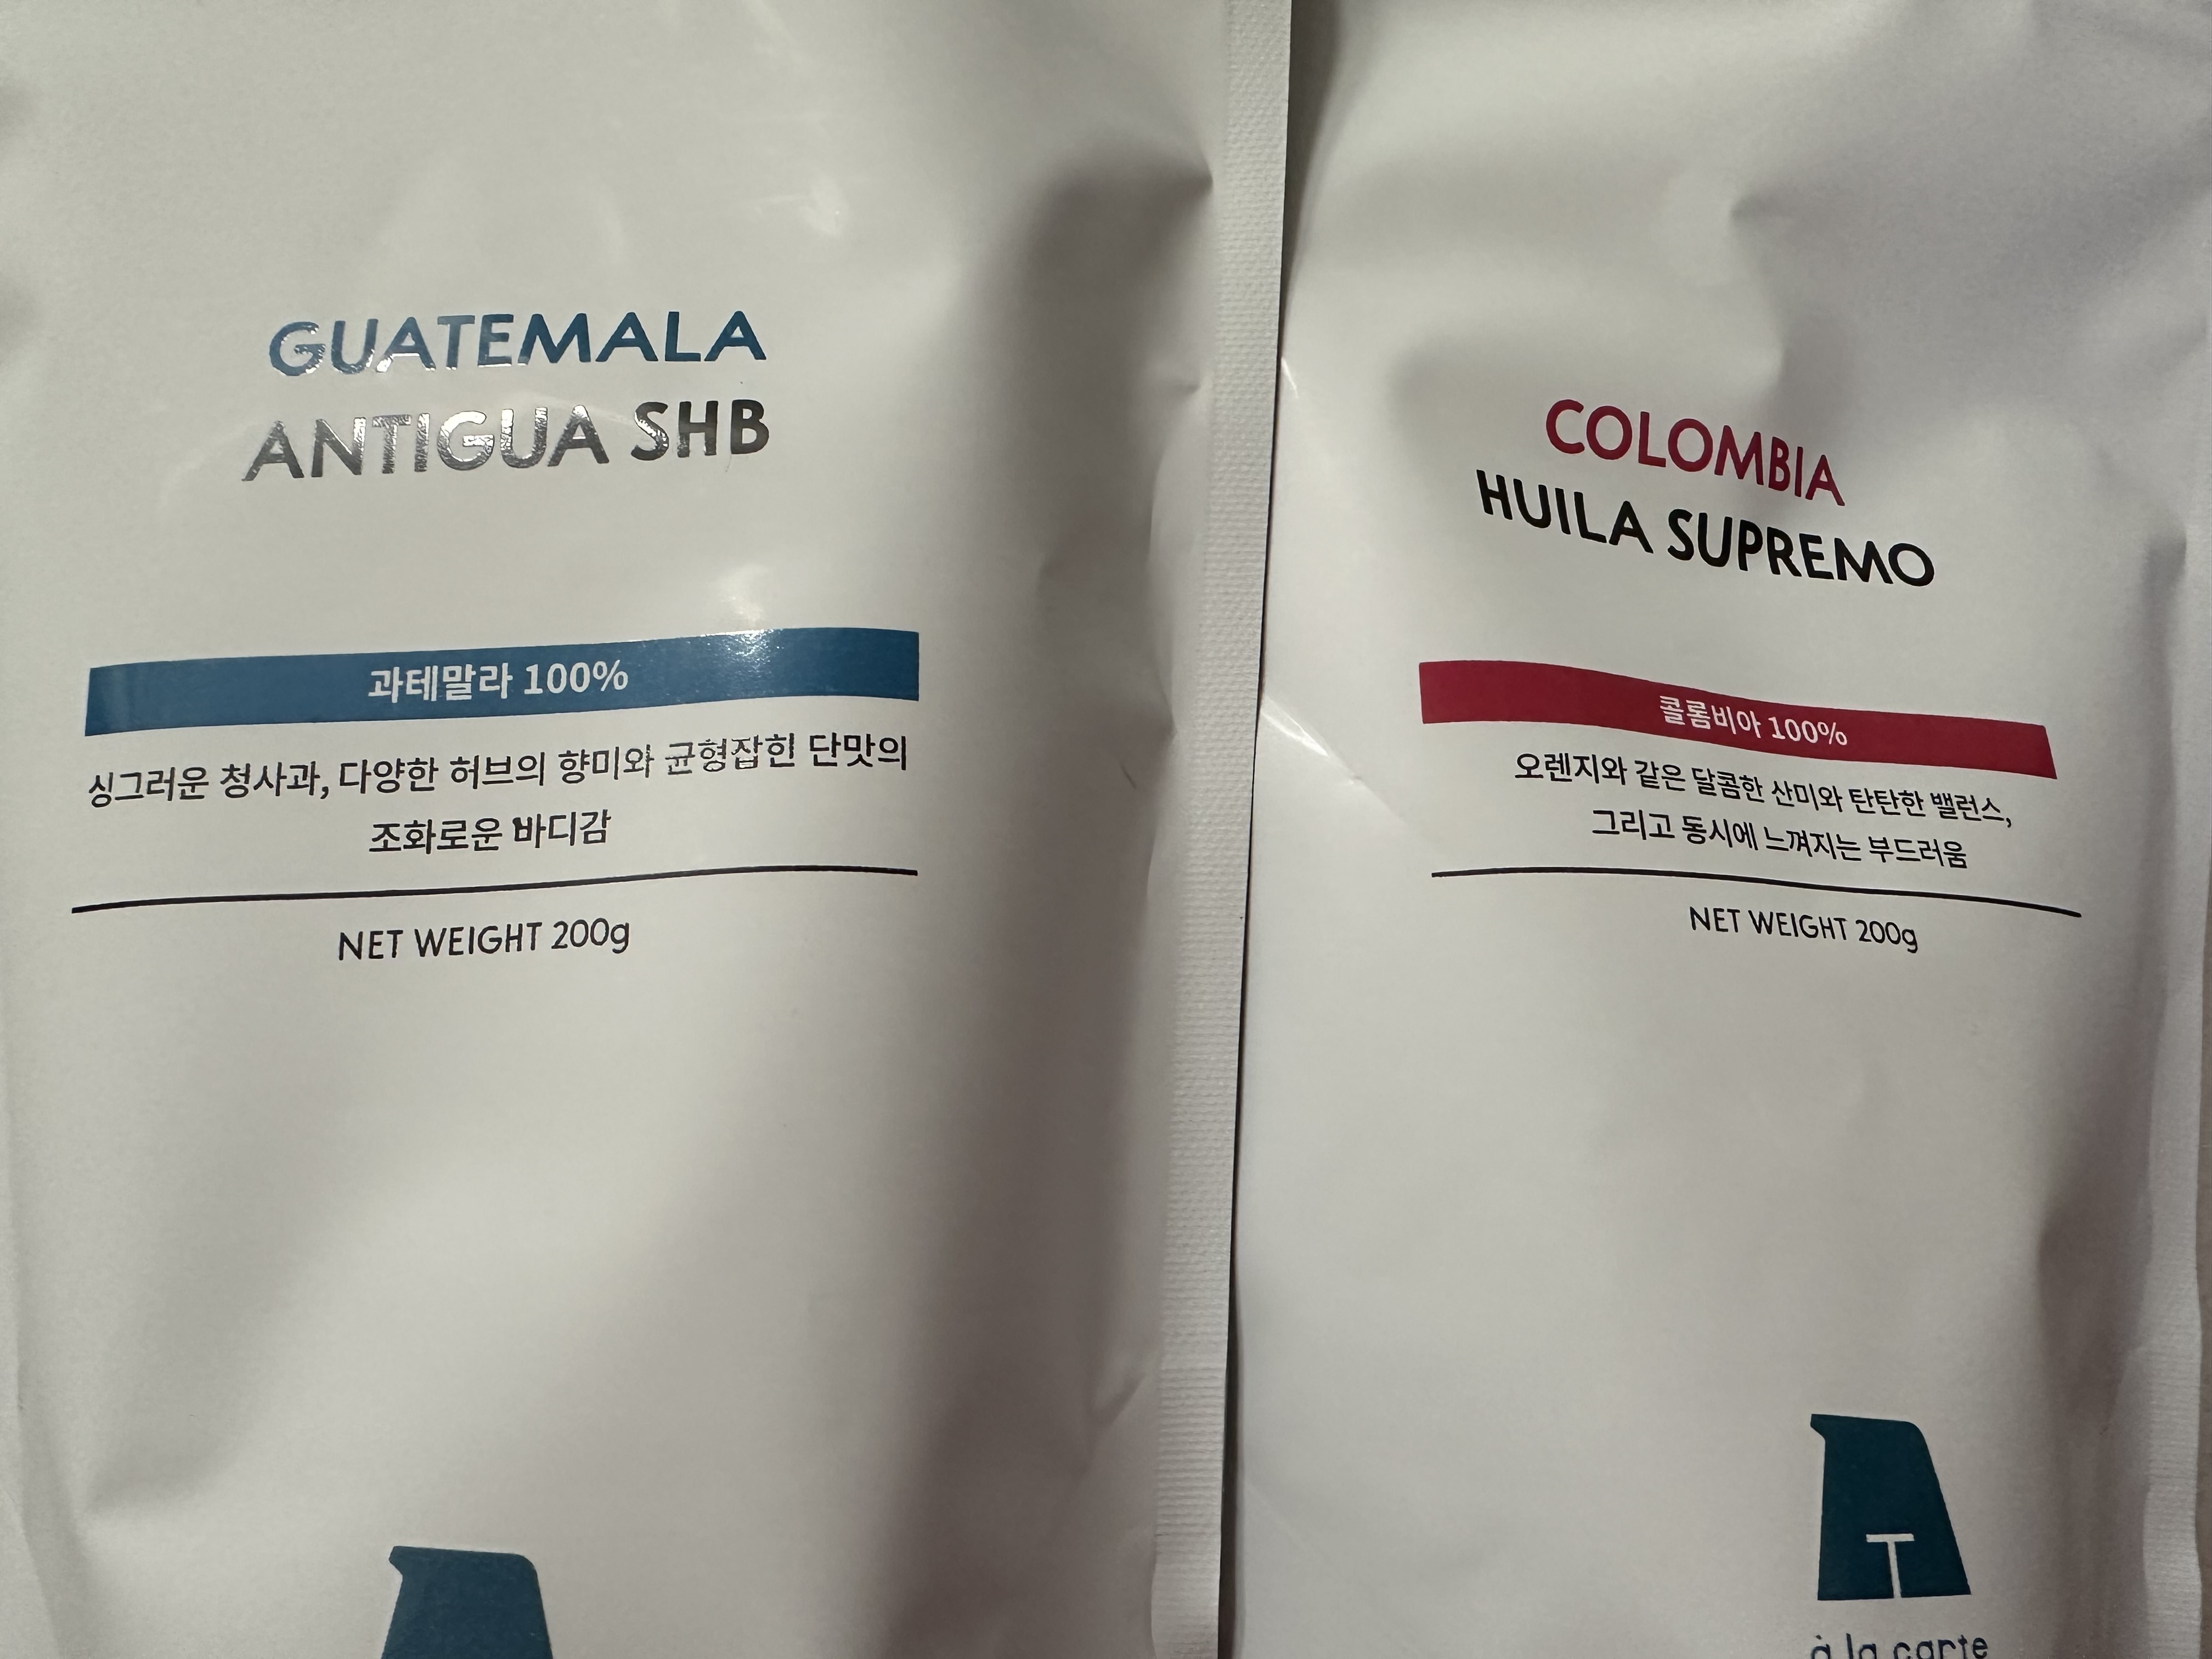 GUATEMALA
ANTIGUA SHB
과테말라 100%
싱그러운 청사과, 다양한 허브의 향미와 균형잡힌 단맛의
조화로운 바디감
NET WEIGHT 200g
COLOMBIA
HUILA SUPREMO
콜롬비아 100%
오렌지와 같은 달콤한 산미와 탄탄한 밸런스,
그리고 동시에 느껴지는 부드러움
NET WEIGHT 200g
à la carte